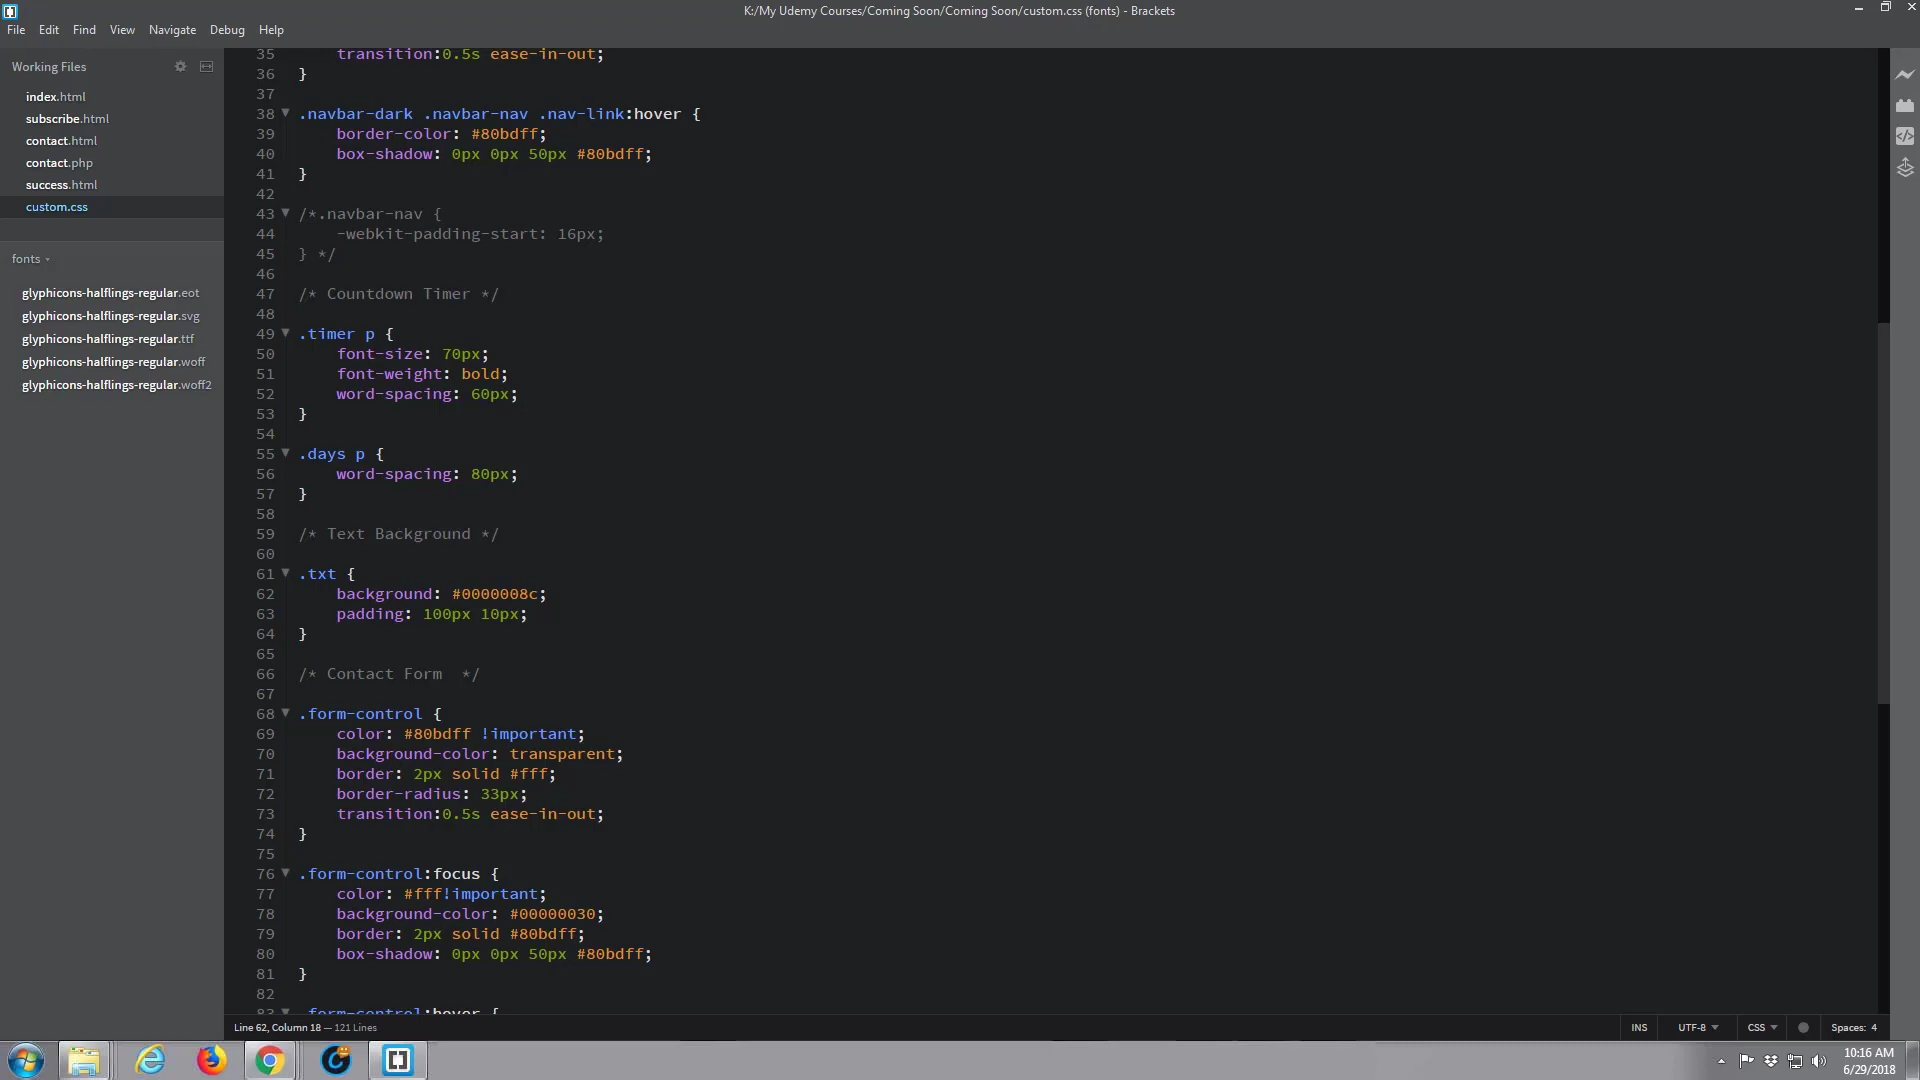 K:/My Udemy Courses/Coming Soon/Coming Soon/custom.css (fonts) - Brackets
File Edit Find View Navigate Debug Help
Working Files
index.html
subscribe.html
contact.html
contact.php
success.html
custom.css
fonts
glyphicons-halflings-regular.eot
glyphicons-halflings-regular.svg
glyphicons-halflings-regular.ttf
glyphicons-halflings-regular.woff
glyphicons-halflings-regular.woff2
35     transition:0.5s ease-in-out;
36 }
37
38 .navbar-dark .navbar-nav .nav-link:hover {
39     border-color: #80bdff;
40     box-shadow: 0px 0px 50px #80bdff;
41 }
42
43 /*.navbar-nav {
44     -webkit-padding-start: 16px;
45 } */
46
47 /* Countdown Timer */
48
49 .timer p {
50     font-size: 70px;
51     font-weight: bold;
52     word-spacing: 60px;
53 }
54
55 .days p {
56     word-spacing: 80px;
57 }
58
59 /* Text Background */
60
61 .txt {
62     background: #0000008c;
63     padding: 100px 10px;
64 }
65
66 /* Contact Form  */
67
68 .form-control {
69     color: #80bdff !important;
70     background-color: transparent;
71     border: 2px solid #fff;
72     border-radius: 33px;
73     transition:0.5s ease-in-out;
74 }
75
76 .form-control:focus {
77     color: #fff!important;
78     background-color: #00000030;
79     border: 2px solid #80bdff;
80     box-shadow: 0px 0px 50px #80bdff;
81 }
82
83 .form-control:hover {
Line 62, Column 18 — 121 Lines
INS UTF-8 CSS Spaces: 4
10:16 AM
6/29/2018